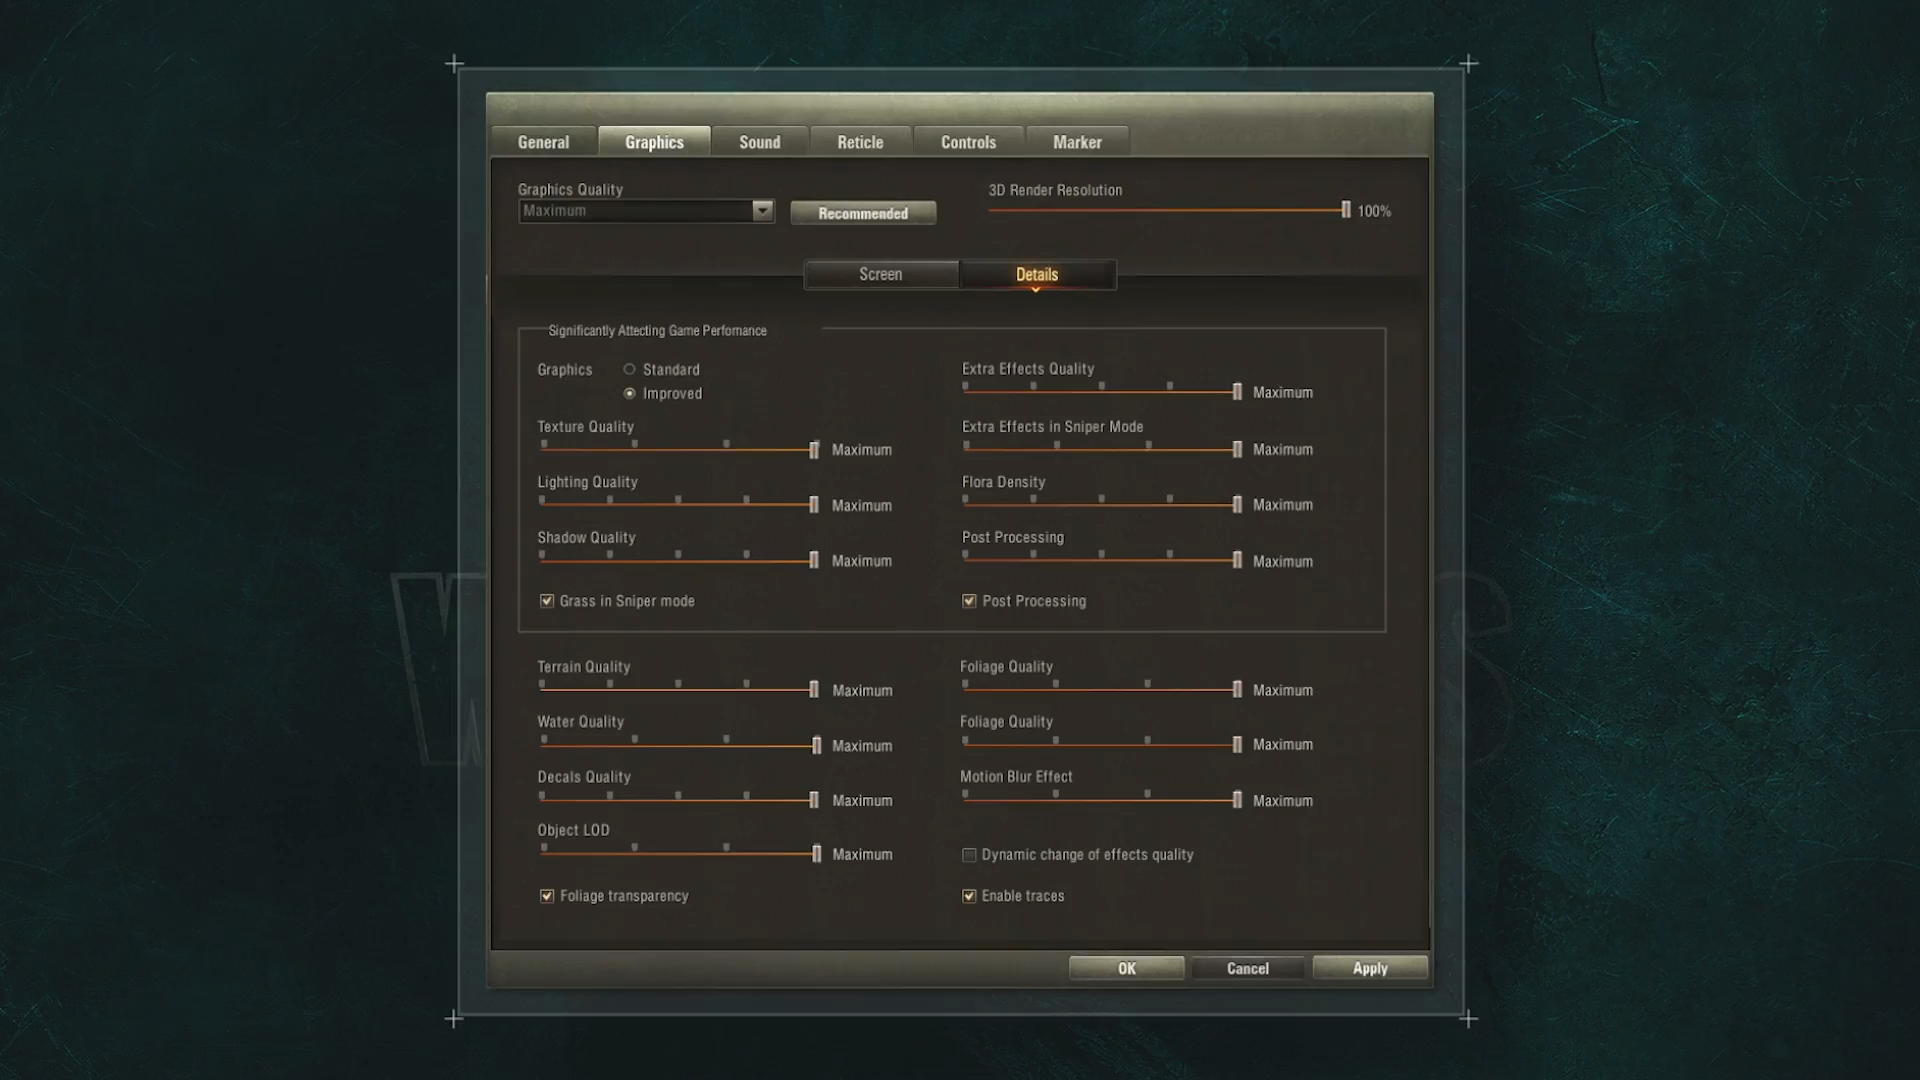 General Graphics Sound Reticle Controls Marker
Graphics Quality
Maximum
Recommended
3D Render Resolution
100%
Screen Details
Significantly Attecting Game Perfomance
Graphics Standard
Improved
Extra Effects Quality
Maximum
Texture Quality
Maximum
Extra Effects in Sniper Mode
Maximum
Lighting Quality
Maximum
Flora Density
Maximum
Shadow Quality
Maximum
Post Processing
Maximum
Grass in Sniper mode
Post Processing
Terrain Quality
Maximum
Foliage Quality
Maximum
Water Quality
Maximum
Foliage Quality
Maximum
Decals Quality
Maximum
Motion Blur Effect
Maximum
Object LOD
Maximum
Dynamic change of effects quality
Foliage transparency
Enable traces
OK Cancel Apply